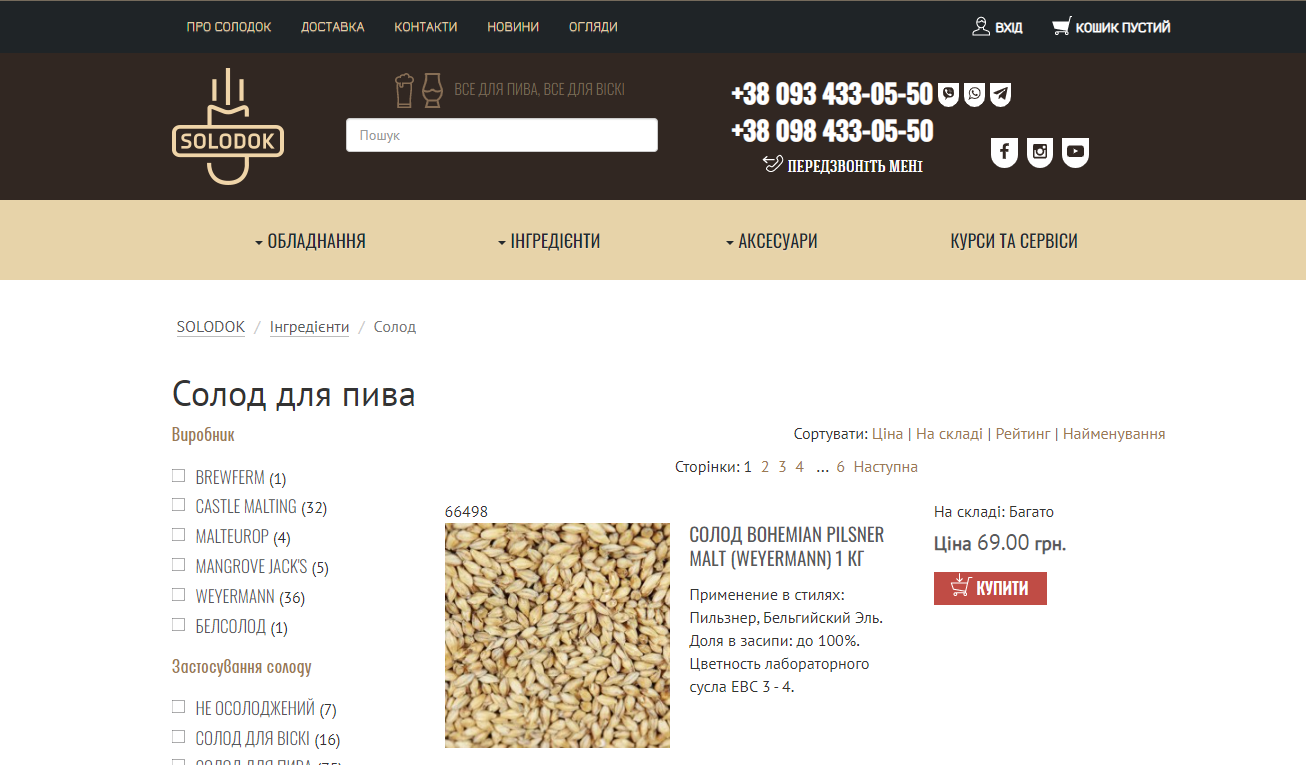 ПРО СОЛОДОК ДОСТАВКА КОНТАКТИ НОВИНИ ОГЛЯДИ ВХІД КОШИК ПУСТИЙ
SOLODOK
ВСЕ ДЛЯ ПИВА, ВСЕ ДЛЯ ВІСКІ
Пошук
+38 093 433-05-50
+38 098 433-05-50
ПЕРЕДЗВОНІТЬ МЕНІ
ОБЛАДНАННЯ ІНГРЕДІЄНТИ АКСЕСУАРИ КУРСИ ТА СЕРВІСИ
SOLODOK / Інгредієнти / Солод
Солод для пива
Виробник
BREWFERM (1)
CASTLE MALTING (32)
MALTEUROP (4)
MANGROVE JACK'S (5)
WEYERMANN (36)
БЕЛСОЛОД (1)
Застосування солоду
НЕ ОСОЛОДЖЕНИЙ (7)
СОЛОД ДЛЯ ВІСКІ (16)
Сортувати: Ціна | На складі | Рейтинг | Найменування
Сторінки: 1 2 3 4 ... 6 Наступна
66498
СОЛОД BOHEMIAN PILSNER
MALT (WEYERMANN) 1 КГ
Применение в стилях:
Пильзнер, Бельгийский Эль.
Доля в засипи: до 100%.
Цветность лабораторного
сусла EBC 3 - 4.
На складі: Багато
Ціна 69.00 грн.
КУПИТИ